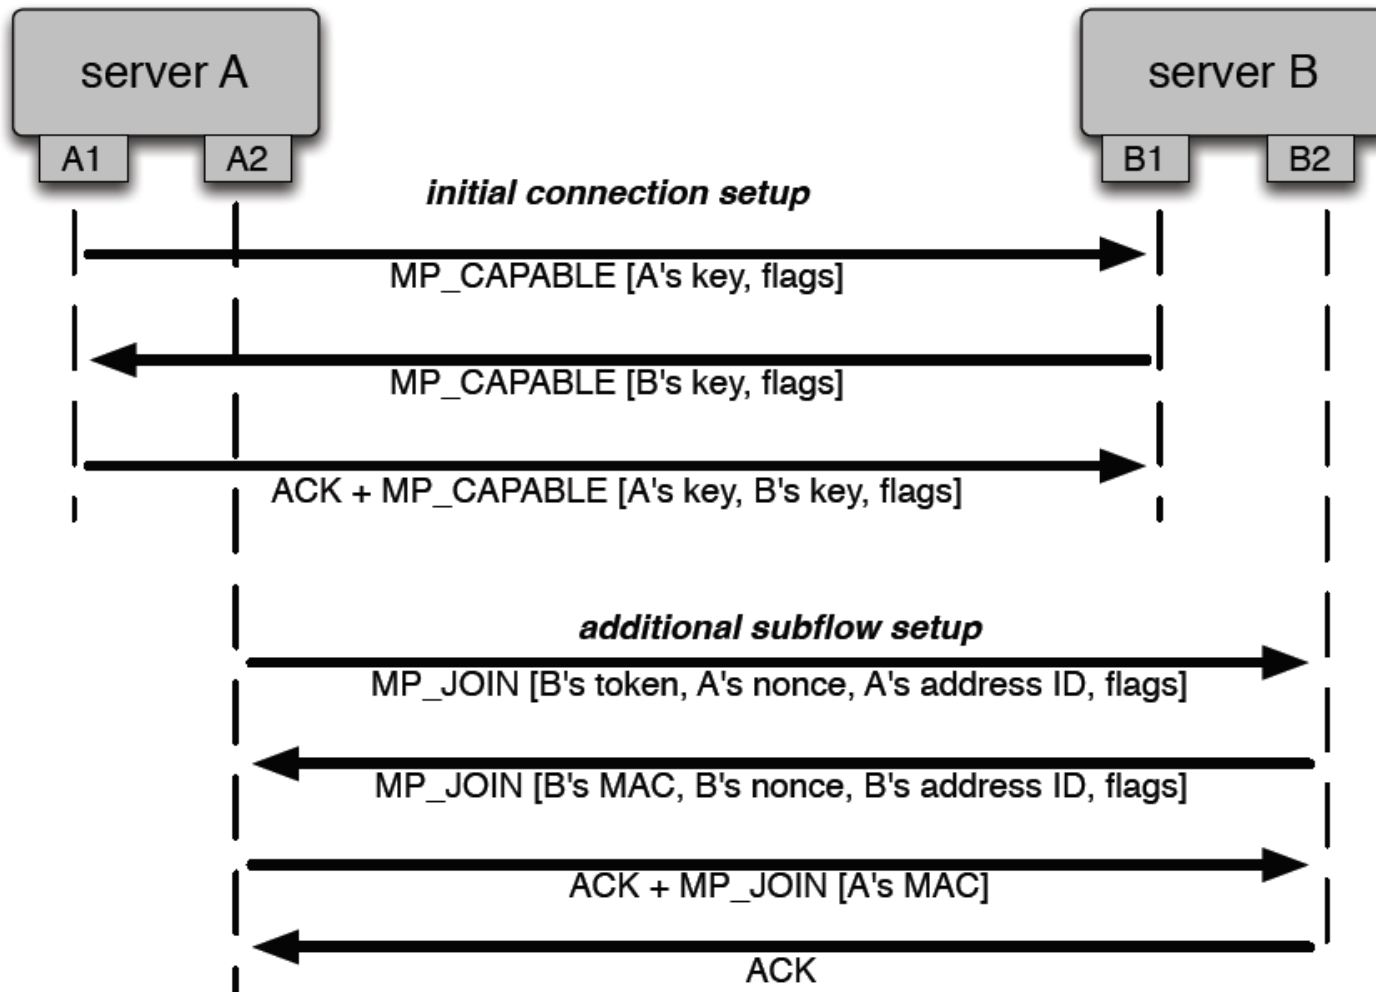 server A
server B
A1
A2
B1
B2
initial connection setup
MP_CAPABLE [A's key, flags]
MP_CAPABLE [B's key, flags]
ACK + MP_CAPABLE [A's key, B's key, flags]
additional subflow setup
MP_JOIN [B's token, A's nonce, A's address ID, flags]
MP_JOIN [B's MAC, B's nonce, B's address ID, flags]
ACK + MP_JOIN [A's MAC]
ACK